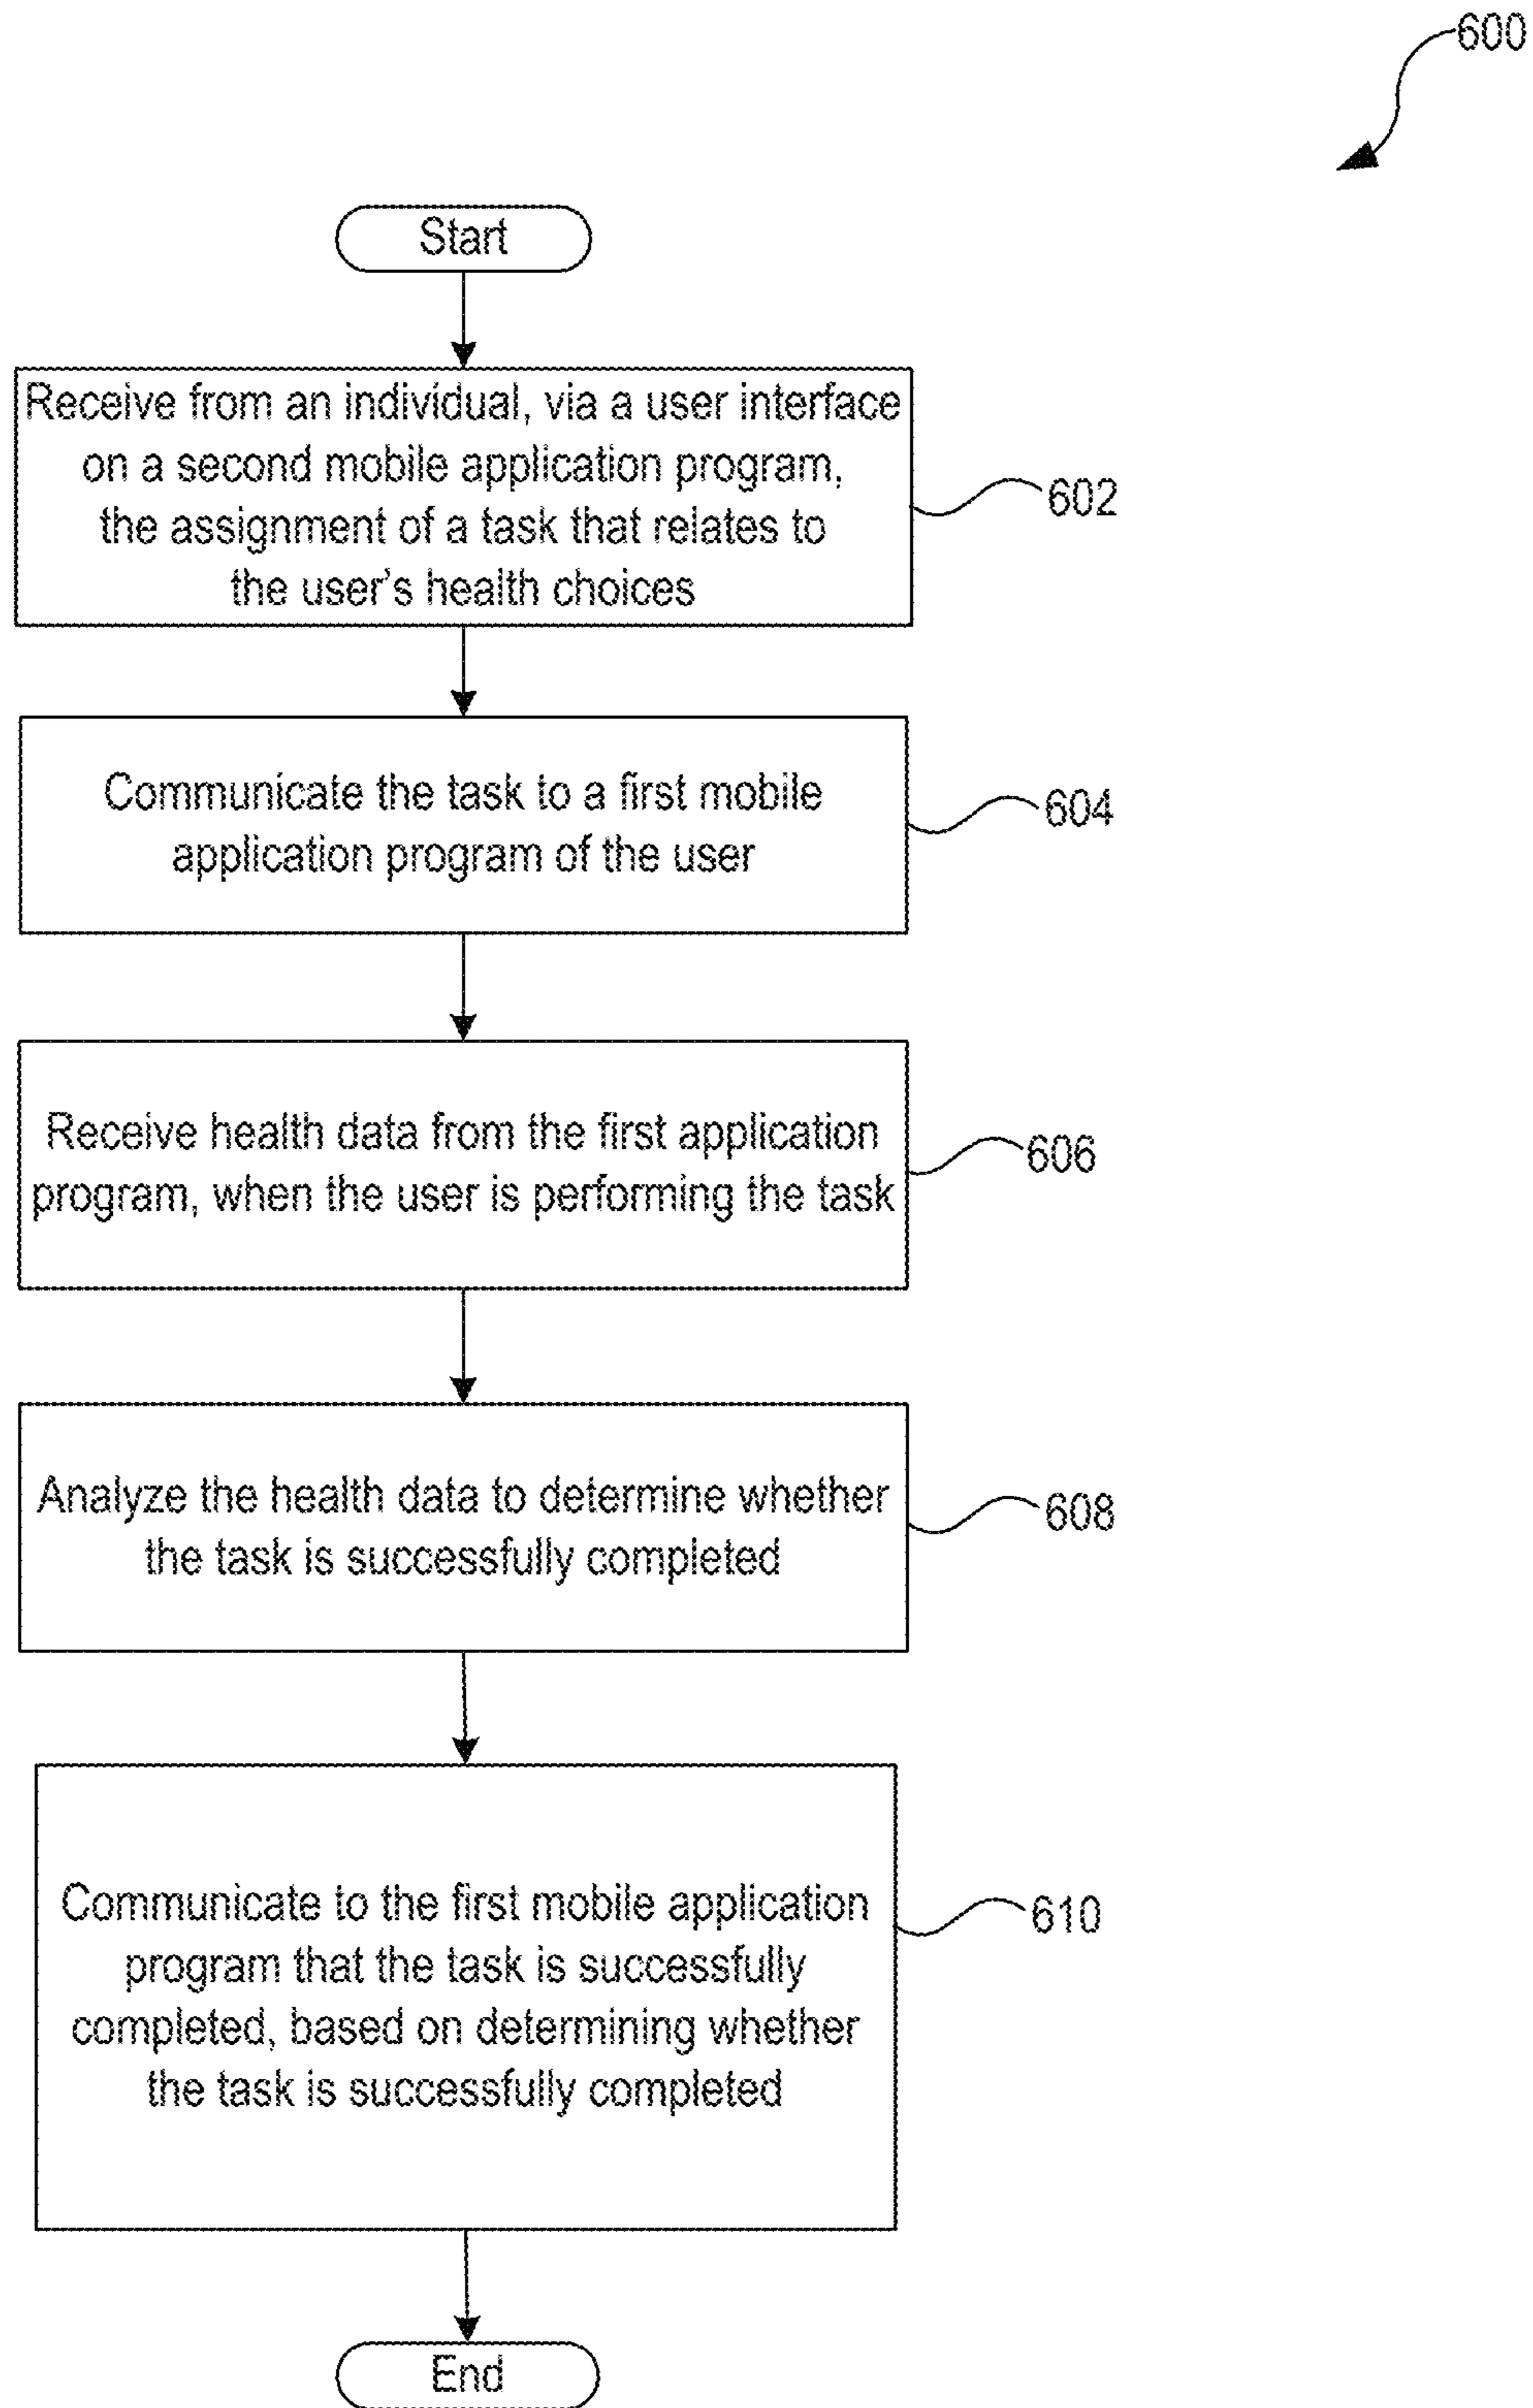 600
Start
Receive from an individual, via a user interface
on a second mobile application program,
the assignment of a task that relates to
the user's health choices
602
Communicate the task to a first mobile
application program of the user
604
Receive health data from the first application
program, when the user is performing the task
606
Analyze the health data to determine whether
the task is successfully completed
608
Communicate to the first mobile application
program that the task is successfully
completed, based on determining whether
the task is successfully completed
610
End